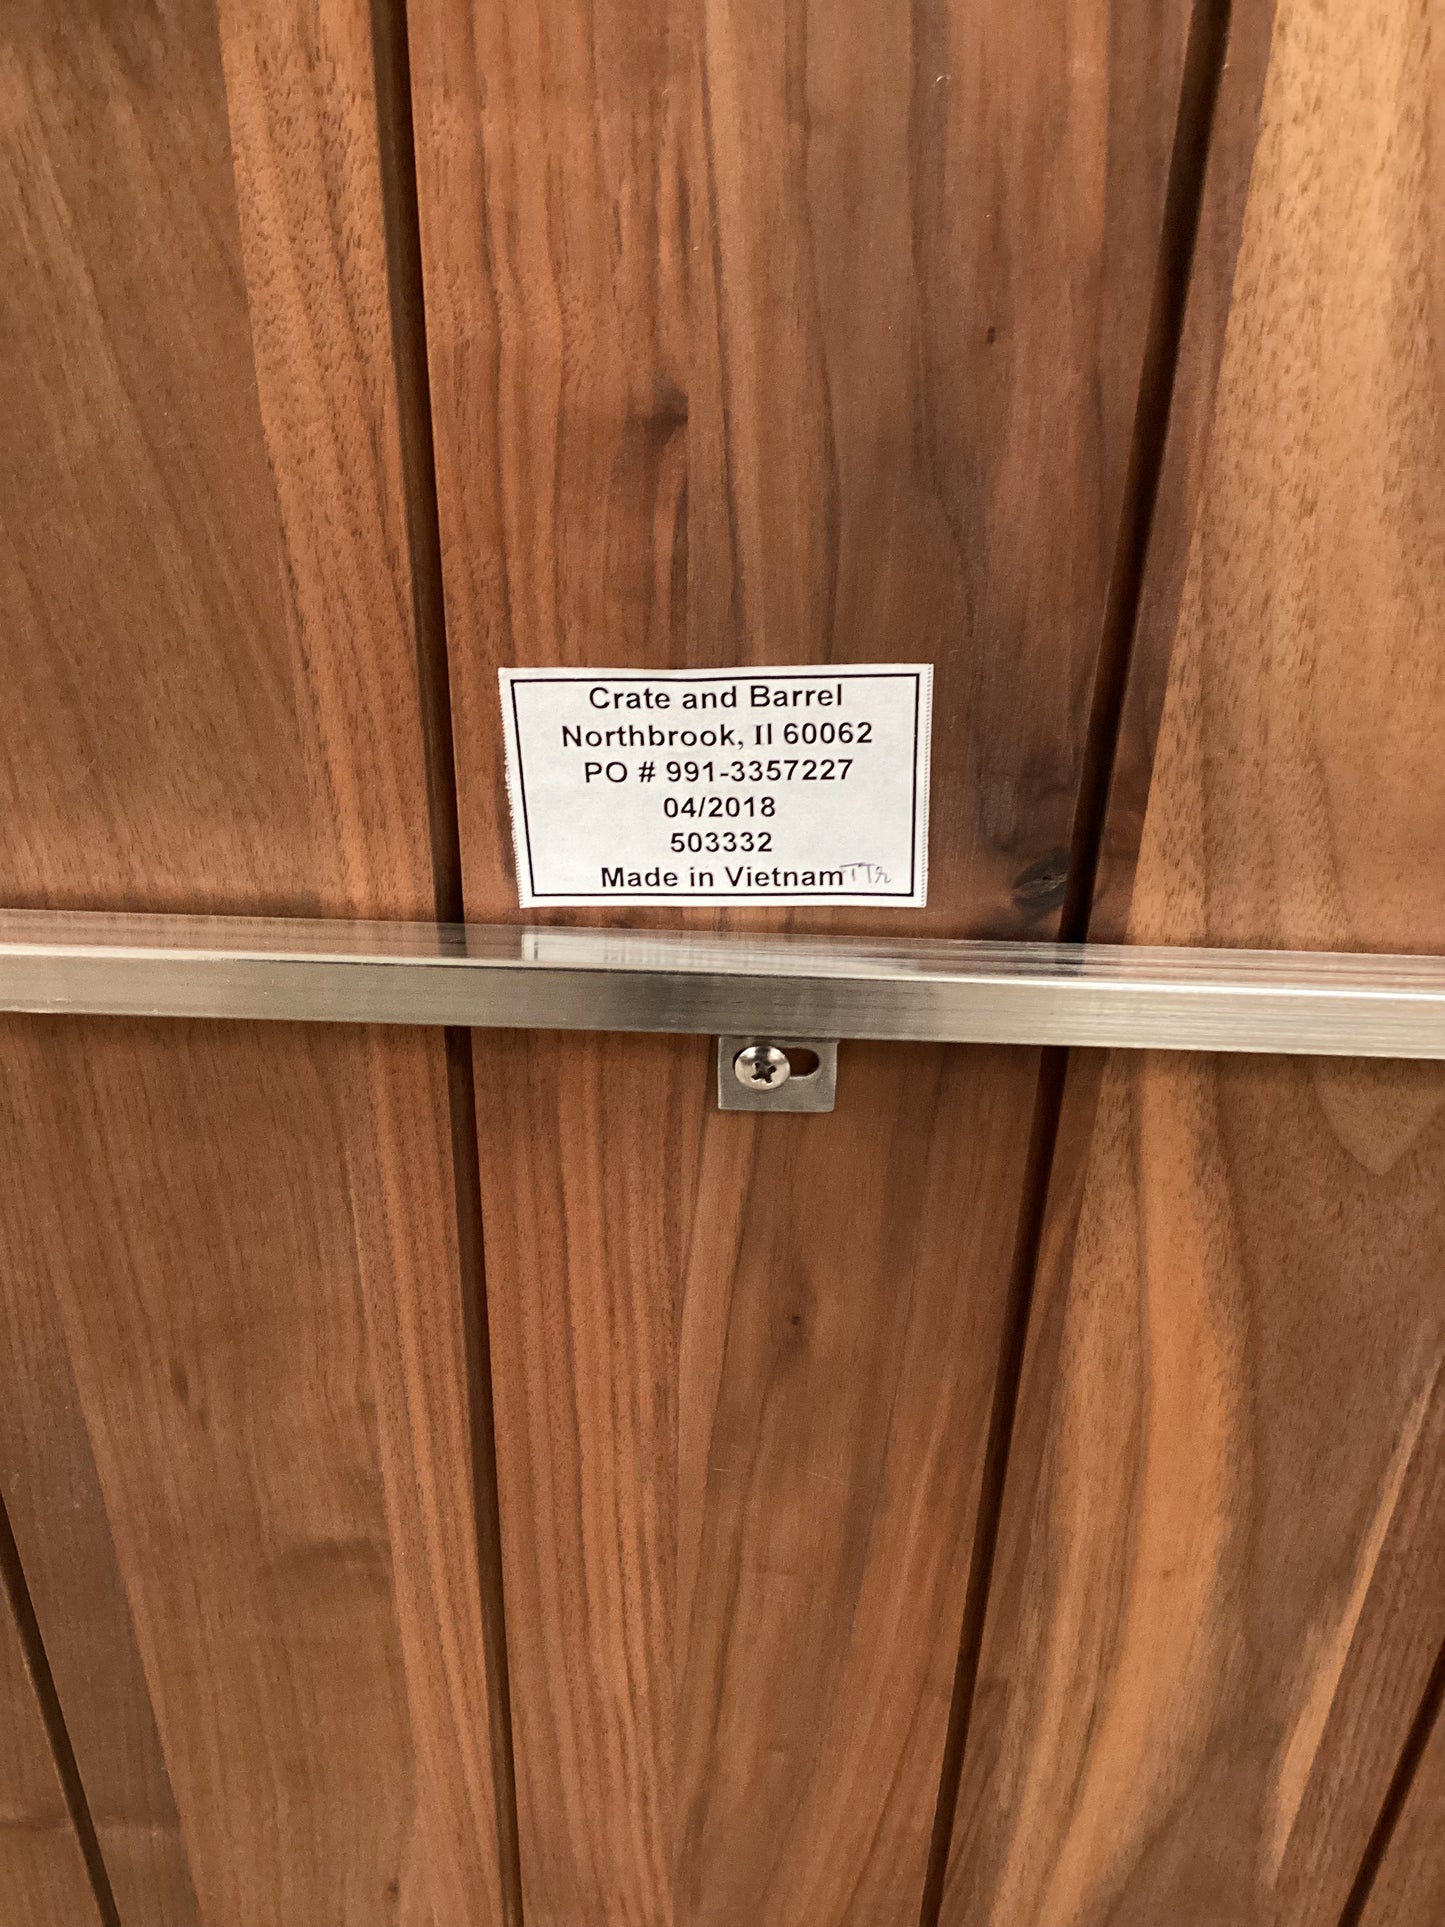 Crate and Barrel
Northbrook, Il 60062
PO # 991-3357227
04/2018
503332
Made in Vietnam